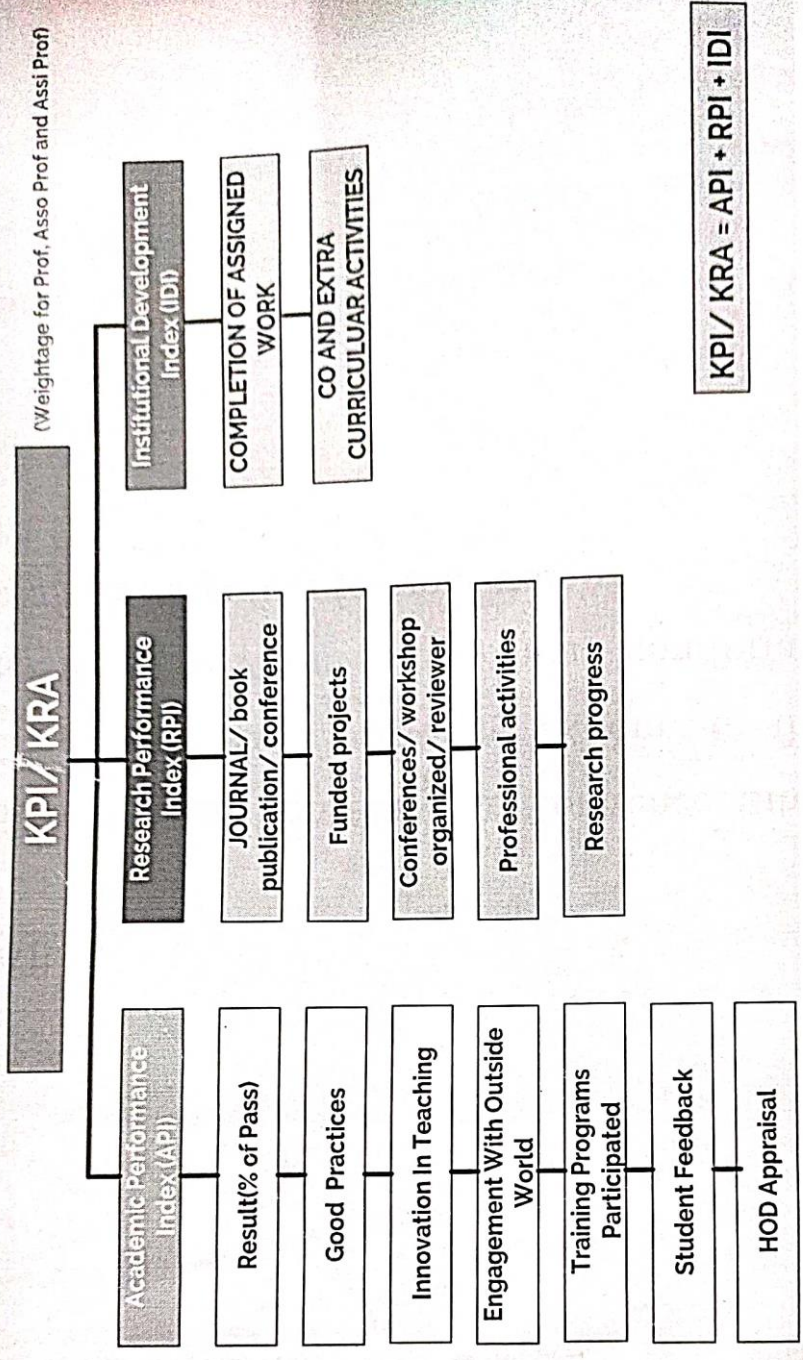 KPI/ KRA
(Weightage for Prof, Asso Prof and Assi Prof)
Academic Performance
Index (API)
Result(% of Pass)
Good Practices
Innovation In Teaching
Engagement With Outside
World
Training Programs
Participated
Student Feedback
HOD Appraisal
Research Performance
Index (RPI)
JOURNAL/ book
publication/ conference
Funded projects
Conferences/ workshop
organized/ reviewer
Professional activities
Research progress
Institutional Development
Index (IDI)
COMPLETION OF ASSIGNED
WORK
CO AND EXTRA
CURRICULUAR ACTIVITIES
KPI/ KRA = API + RPI + IDI